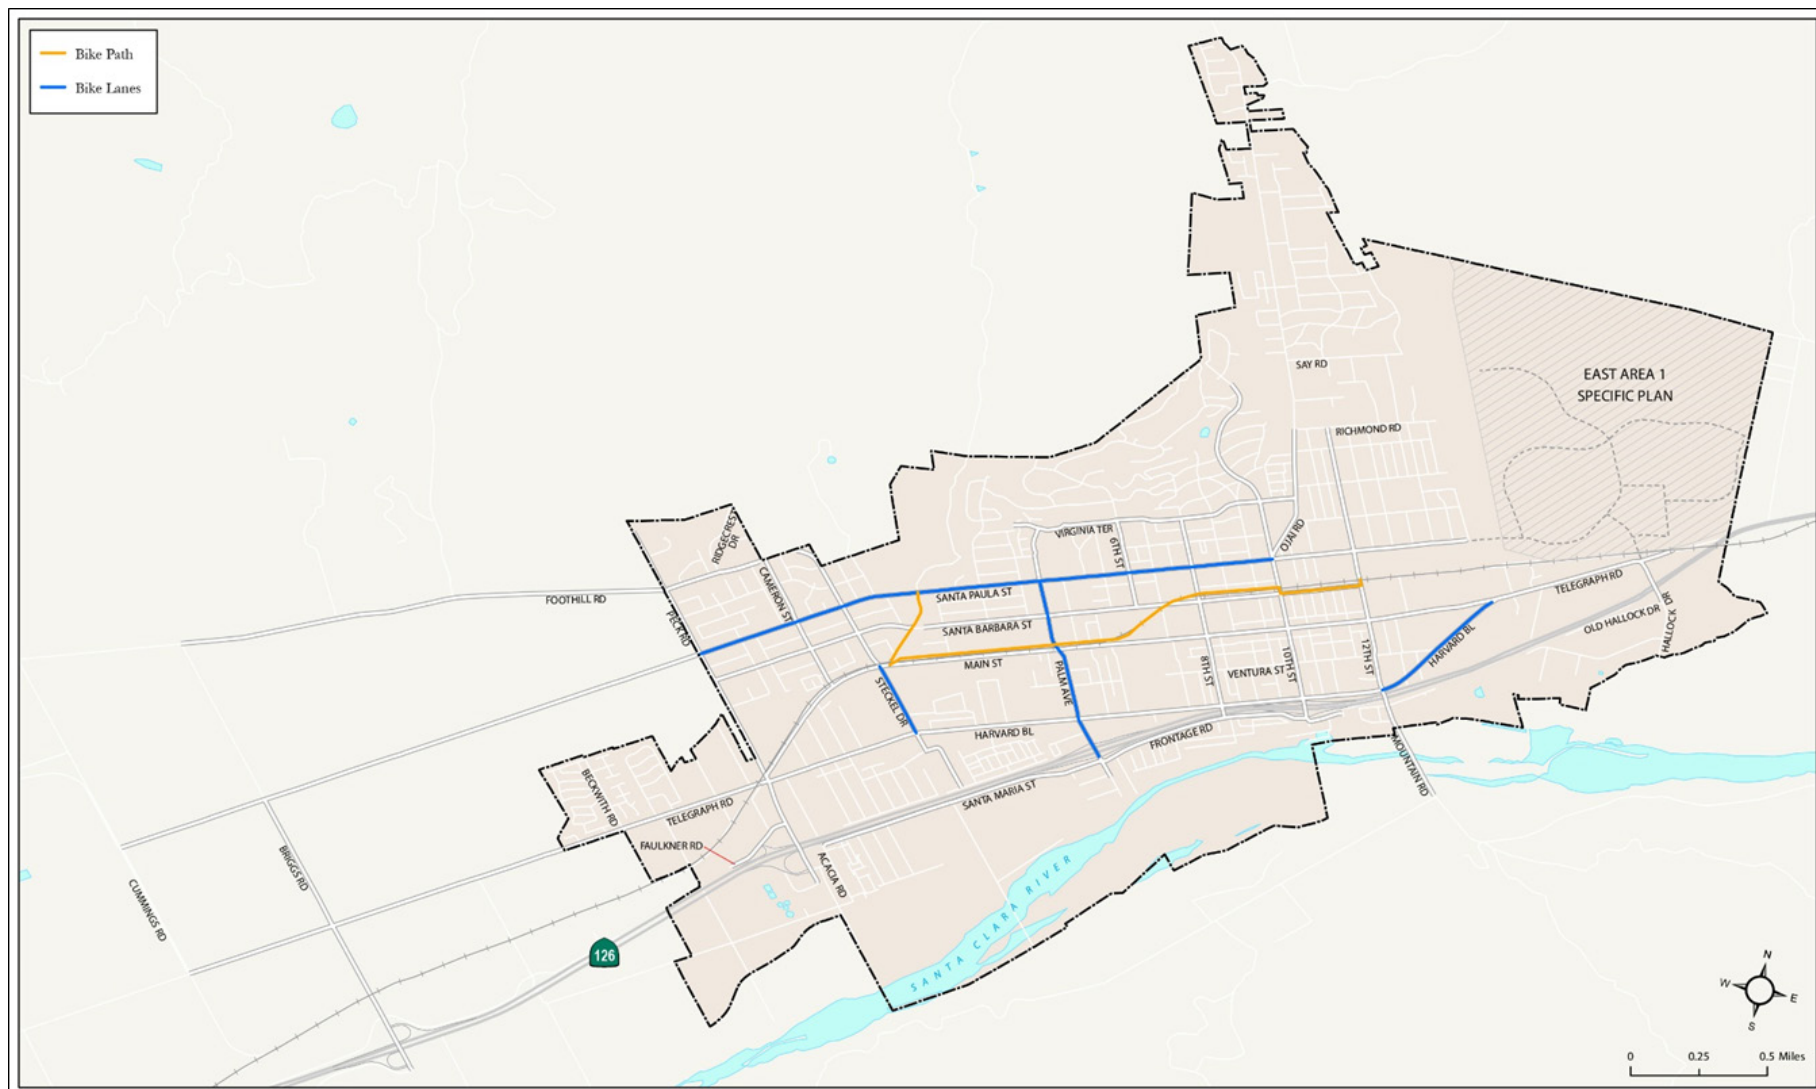 Bike Path
Bike Lanes
SAY RD
EAST AREA 1
SPECIFIC PLAN
RICHMOND RD
RIDGECREST
DR
VIRGINIA TER
6TH ST
OJAI RD
CAMERON ST
FOOTHILL RD
PECK RD
SANTA PAULA ST
SANTA BARBARA ST
TELEGRAPH RD
OLD HALLOCK DR
HALLOCK DR
HARVARD BL
MAIN ST
PALM AVE
8TH ST
VENTURA ST
10TH ST
12TH ST
STECKEL DR
HARVARD BL
FRONTAGE RD
MOUNTAIN RD
BECKWITH RD
TELEGRAPH RD
SANTA MARIA ST
FAULKNER RD
ACACIA RD
BRIGGS RD
CUMMINGS RD
126
SANTA CLARA RIVER
N
W
E
S
0 0.25 0.5 Miles